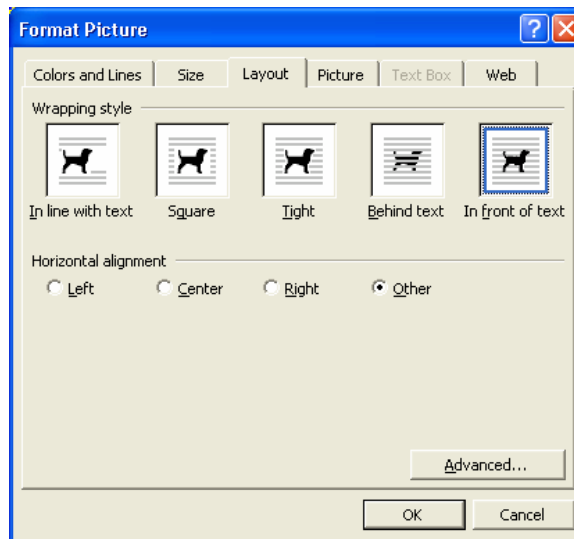 Format Picture
Colors and Lines Size Layout Picture Text Box Web
Wrapping style
In line with text Square Tight Behind text In front of text
Horizontal alignment
Left Center Right Other
Advanced...
OK Cancel